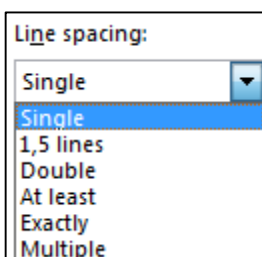 Line spacing:
Single
Single
1,5 lines
Double
At least
Exactly
Multiple